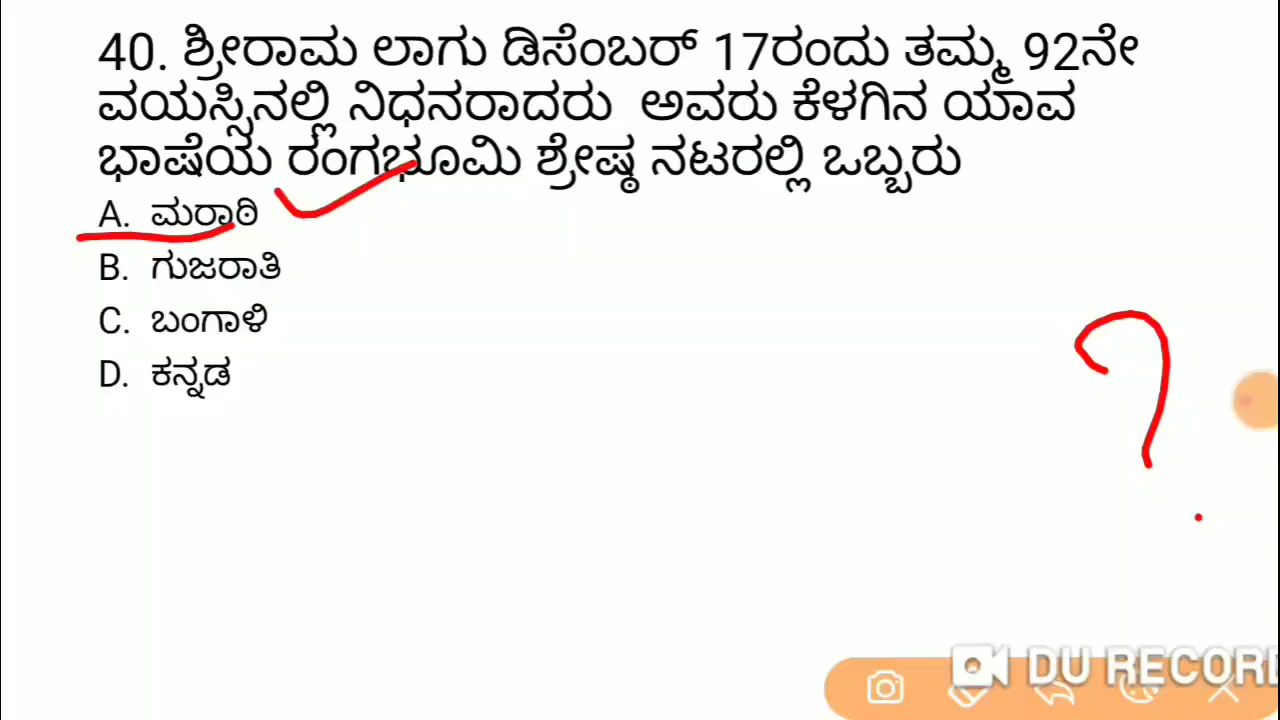 40. ಶ್ರೀರಾಮ ಲಾಗು ಡಿಸೆಂಬರ್ 17ರಂದು ತಮ್ಮ 92ನೇ
ವಯಸ್ಸಿನಲ್ಲಿ ನಿಧನರಾದರು ಅವರು ಕೆಳಗಿನ ಯಾವ
ಭಾಷೆಯ ರಂಗಭೂಮಿ ಶ್ರೇಷ್ಠ ನಟರಲ್ಲಿ ಒಬ್ಬರು
A. ಮರಾಠಿ
B. ಗುಜರಾತಿ
C. ಬಂಗಾಳಿ
D. ಕನ್ನಡ
?
DU RECORD